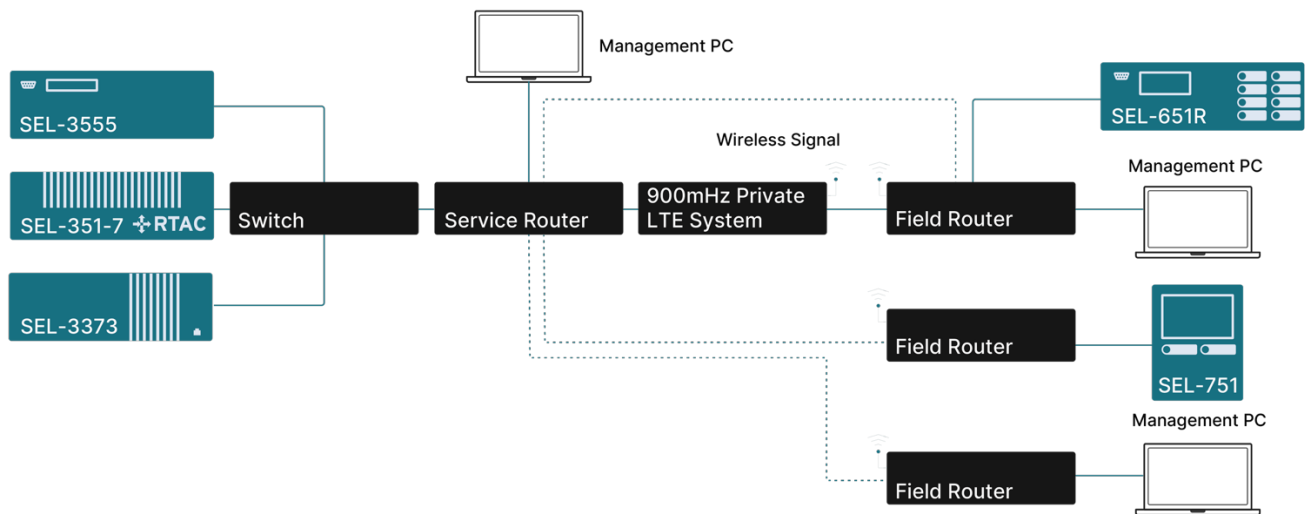 Management PC
SEL-3555
SEL-651R
Wireless Signal
Management PC
SEL-351-7 RTAC
Switch
Service Router
900mHz Private
LTE System
Field Router
SEL-3373
Field Router
SEL-751
Management PC
Field Router